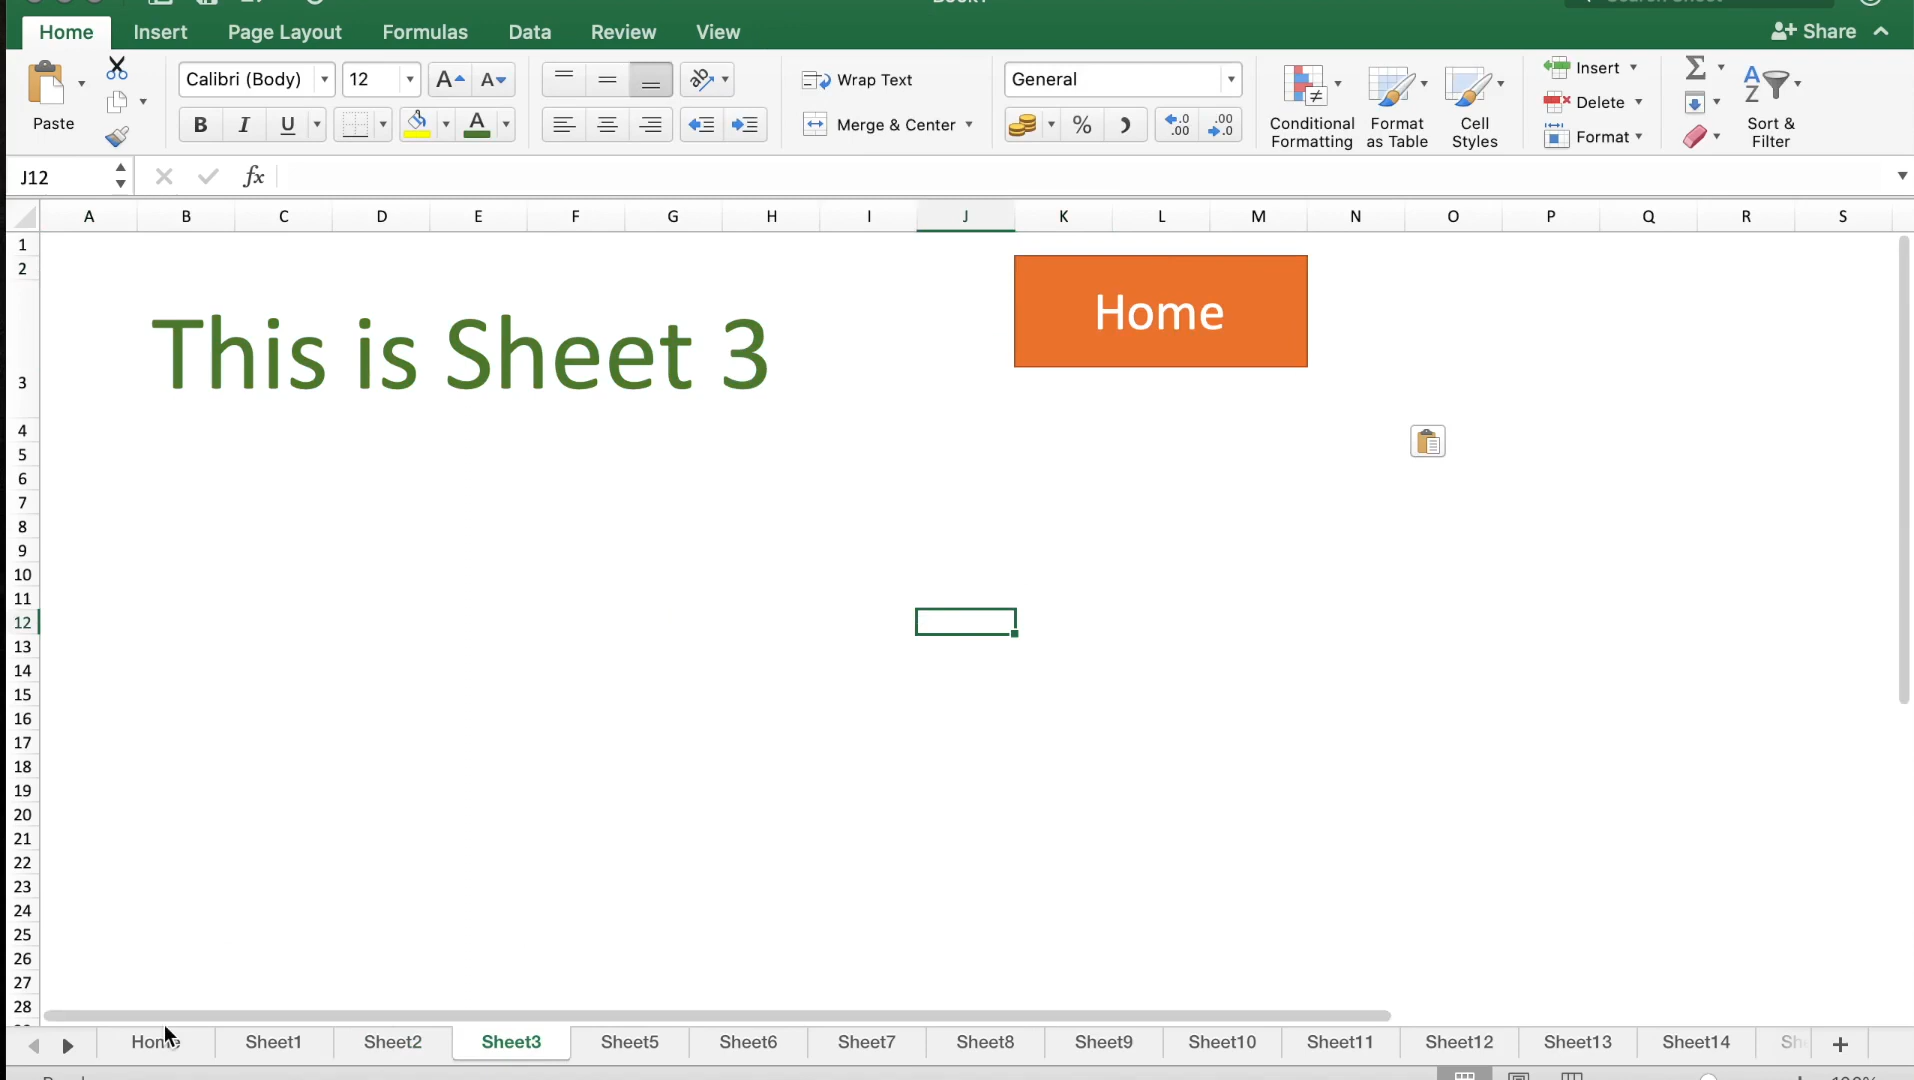 Home Insert Page Layout Formulas Data Review View Share
Paste
Calibri (Body) 12
B I U A
Wrap Text
Merge & Center
General
%
Conditional Formatting
Format as Table
Cell Styles
Insert
Delete
Format
Sort & Filter
J12 fx
A B C D E F G H I J K L M N O P Q R S
1
2
3
4
5
6
7
8
9
10
11
12
13
14
15
16
17
18
19
20
21
22
23
24
25
26
27
28
This is Sheet 3
Home
Home Sheet1 Sheet2 Sheet3 Sheet5 Sheet6 Sheet7 Sheet8 Sheet9 Sheet10 Sheet11 Sheet12 Sheet13 Sheet14